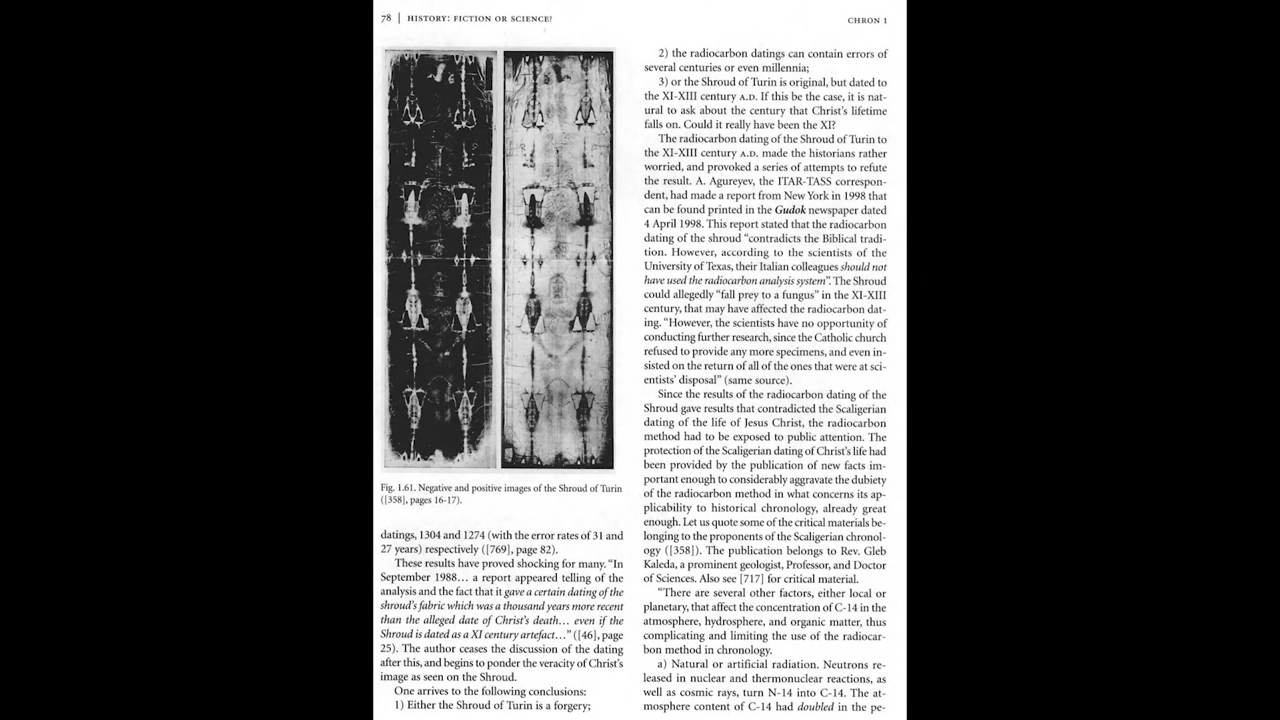 78 | HISTORY: FICTION OR SCIENCE?
CHRON 1
Fig. 1.61. Negative and positive images of the Shroud of Turin
([358], pages 16-17).
datings, 1304 and 1274 (with the error rates of 31 and
27 years) respectively ([769], page 82).
These results have proved shocking for many. “In
September 1988… a report appeared telling of the
analysis and the fact that it gave a certain dating of the
shroud’s fabric which was a thousand years more recent
than the alleged date of Christ’s death… even if the
Shroud is dated as a XI century artefact…” ([46], page
25). The author ceases the discussion of the dating
after this, and begins to ponder the veracity of Christ’s
image as seen on the Shroud.
One arrives to the following conclusions:
1) Either the Shroud of Turin is a forgery;
2) the radiocarbon datings can contain errors of
several centuries or even millennia;
3) or the Shroud of Turin is original, but dated to
the XI-XIII century A.D. If this be the case, it is nat-
ural to ask about the century that Christ’s lifetime
falls on. Could it really have been the XI?
The radiocarbon dating of the Shroud of Turin to
the XI-XIII century A.D. made the historians rather
worried, and provoked a series of attempts to refute
the result. A. Agureyev, the ITAR-TASS correspon-
dent, had made a report from New York in 1998 that
can be found printed in the Gudok newspaper dated
4 April 1998. This report stated that the radiocarbon
dating of the shroud “contradicts the Biblical tradi-
tion. However, according to the scientists of the
University of Texas, their Italian colleagues should not
have used the radiocarbon analysis system”. The Shroud
could allegedly “fall prey to a fungus” in the XI-XIII
century, that may have affected the radiocarbon dat-
ing. “However, the scientists have no opportunity of
conducting further research, since the Catholic church
refused to provide any more specimens, and even in-
sisted on the return of all of the ones that were at sci-
entists’ disposal” (same source).
Since the results of the radiocarbon dating of the
Shroud gave results that contradicted the Scaligerian
dating of the life of Jesus Christ, the radiocarbon
method had to be exposed to public attention. The
protection of the Scaligerian dating of Christ’s life had
been provided by the publication of new facts im-
portant enough to considerably aggravate the dubiety
of the radiocarbon method in what concerns its ap-
plicability to historical chronology, already great
enough. Let us quote some of the critical materials be-
longing to the proponents of the Scaligerian chronol-
ogy ([358]). The publication belongs to Rev. Gleb
Kaleda, a prominent geologist, Professor, and Doctor
of Sciences. Also see [717] for critical material.
“There are several other factors, either local or
planetary, that affect the concentration of C-14 in the
atmosphere, hydrosphere, and organic matter, thus
complicating and limiting the use of the radiocar-
bon method in chronology.
a) Natural or artificial radiation. Neutrons re-
leased in nuclear and thermonuclear reactions, as
well as cosmic rays, turn N-14 into C-14. The at-
mosphere content of C-14 had doubled in the pe-